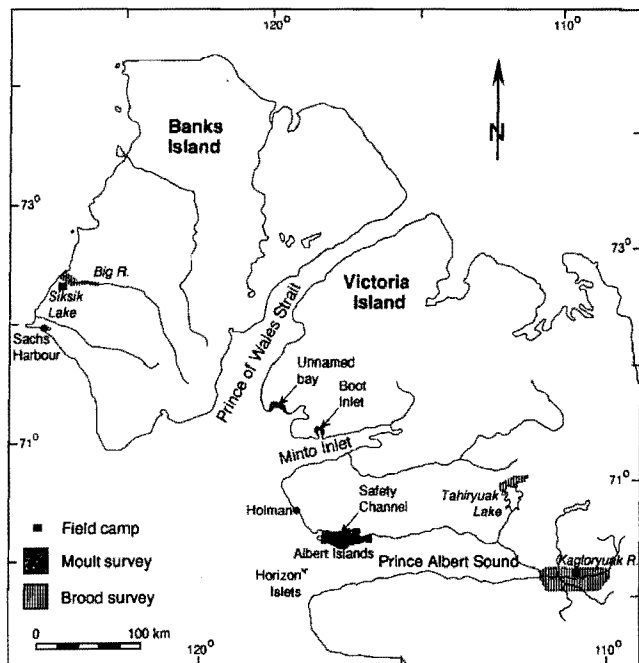 120°
110°
Banks
Island
N
73°
73°
Big R.
Siksik
Lake
Victoria
Island
Sachs
Harbour
Prince of Wales Strait
Unnamed
bay
Boot
Inlet
Minto Inlet
71°
71°
Tahiryuak
Lake
Safety
Channel
Holman
Albert Islands
Prince Albert Sound
Kagloryuak R.
Horizon
Islets
Field camp
Moult survey
Brood survey
0 100 km
120°
110°